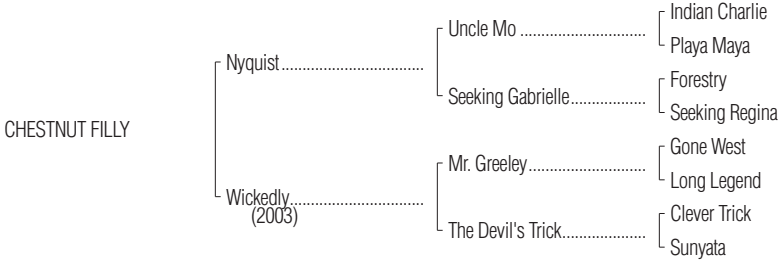 Indian Charlie
Uncle Mo ..............................
Playa Maya
Nyquist..................................
Forestry
Seeking Gabrielle..................
Seeking Regina
CHESTNUT FILLY
Gone West
Mr. Greeley............................
Long Legend
Wickedly................................
(2003)
Clever Trick
The Devil's Trick....................
Sunyata